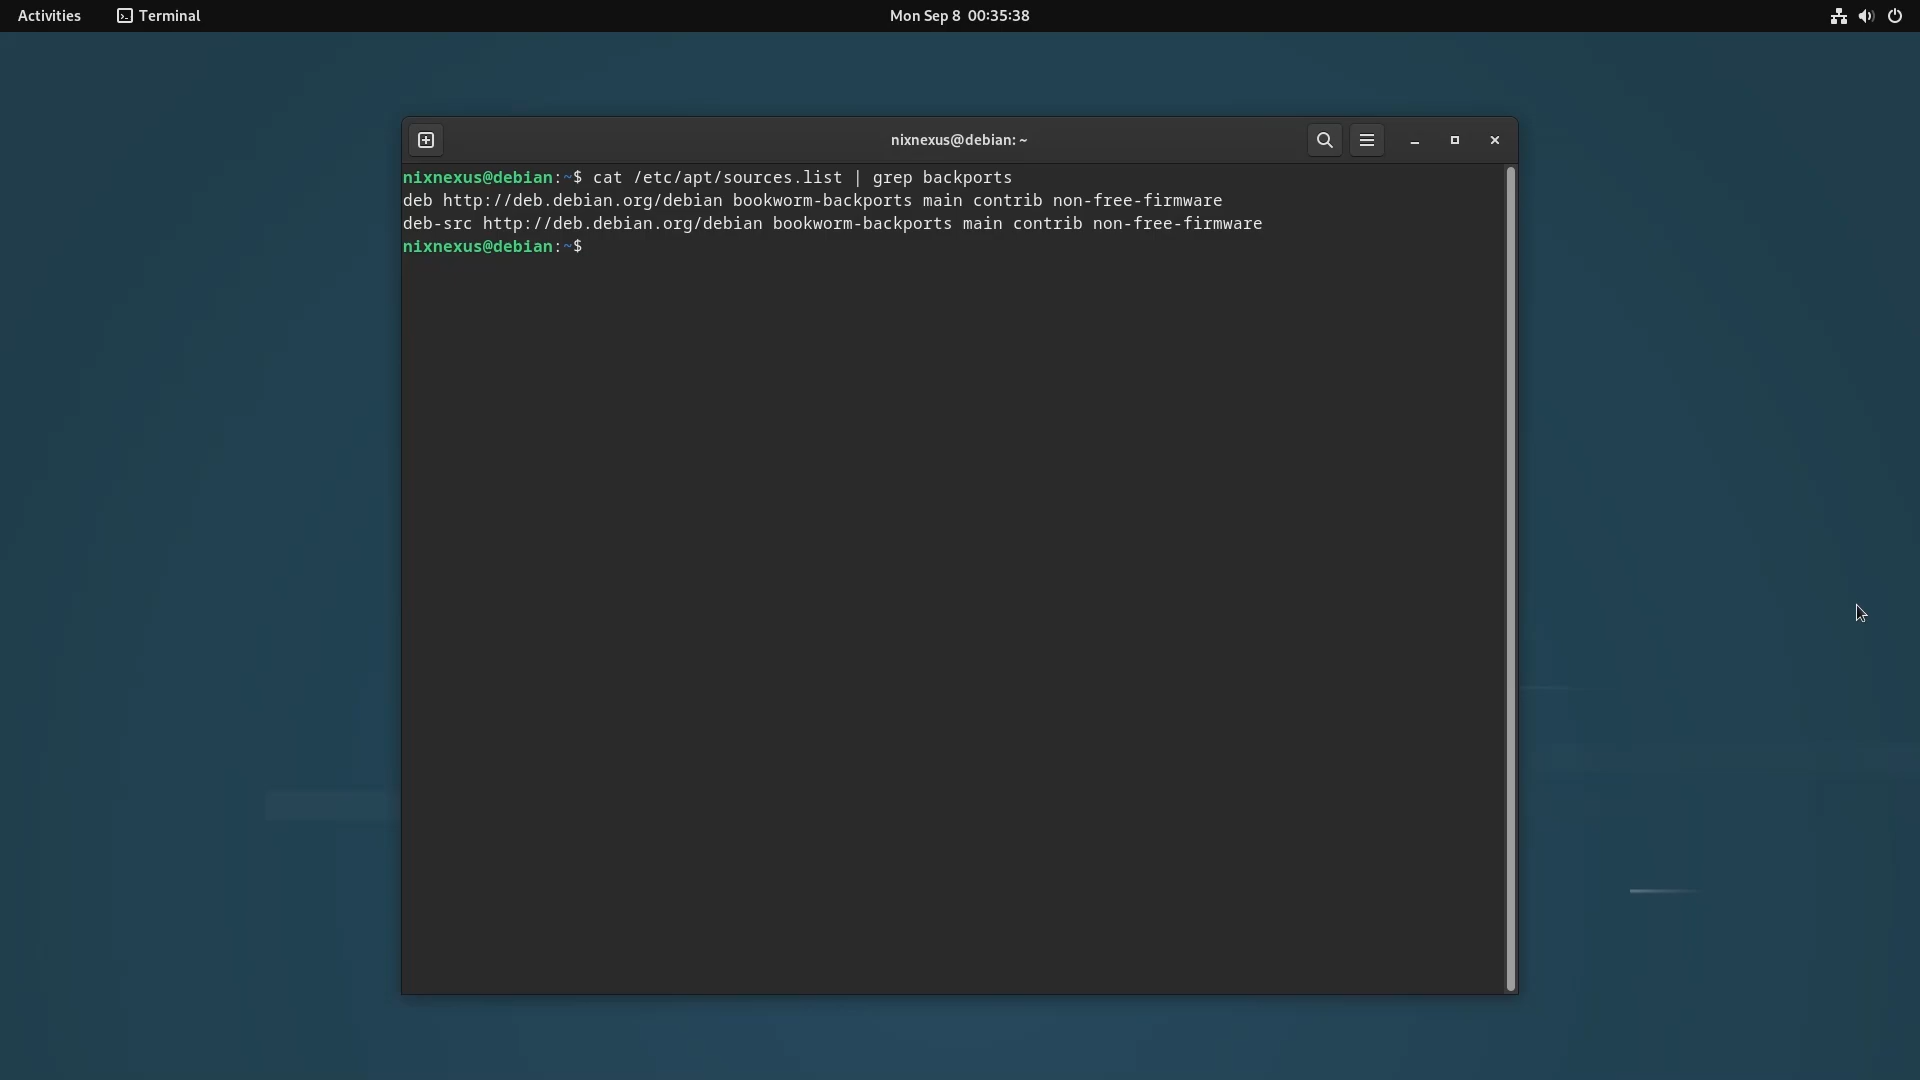 Activities Terminal Mon Sep 8 00:35:38
nixnexus@debian: ~
nixnexus@debian:~$ cat /etc/apt/sources.list | grep backports
deb http://deb.debian.org/debian bookworm-backports main contrib non-free-firmware
deb-src http://deb.debian.org/debian bookworm-backports main contrib non-free-firmware
nixnexus@debian:~$